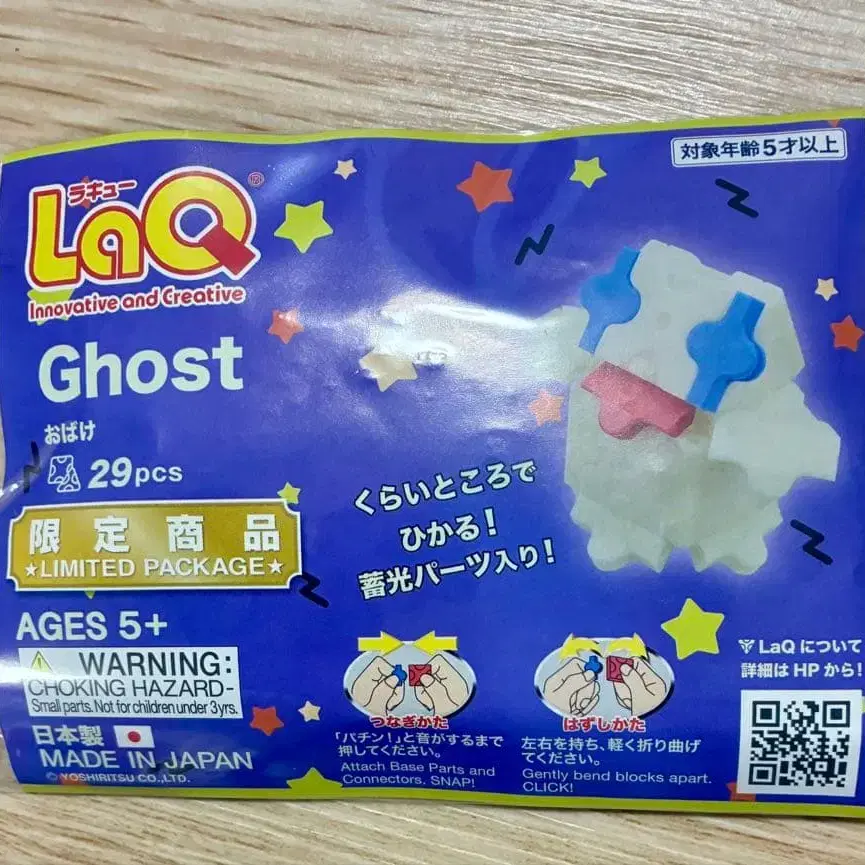 対象年齢5才以上
ラキュー
LaQ®
Innovative and Creative
Ghost
おばけ
29pcs
限定商品
★LIMITED PACKAGE★
くらいところで
ひかる!
蓄光パーツ入り!
AGES 5+
WARNING:
CHOKING HAZARD-
Small parts. Not for children under 3yrs.
日本製
MADE IN JAPAN
©YOSHIRITSU CO.,LTD.
つなぎかた
「パチン!」と音がするまで
押してください。
Attach Base Parts and
Connectors. SNAP!
はずしかた
左右を持ち、軽く折り曲げ
てください。
Gently bend blocks apart.
CLICK!
LaQについて
詳細はHPから!